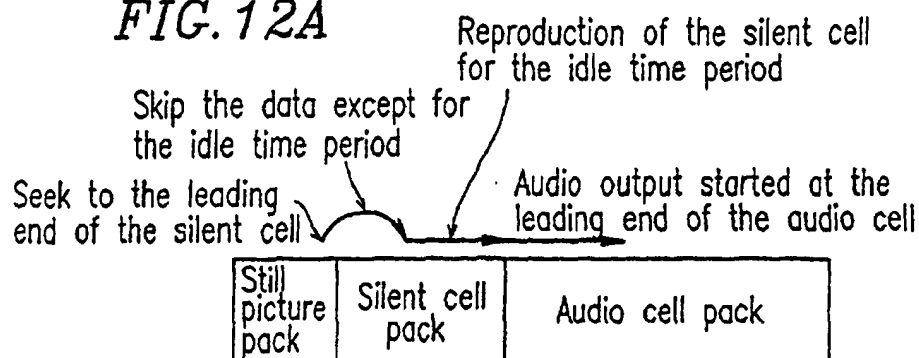 FIG. 12A
Reproduction of the silent cell
for the idle time period
Skip the data except for
the idle time period
Seek to the leading
end of the silent cell
Audio output started at the
leading end of the audio cell
Still
picture
pack
Silent cell
pack
Audio cell pack